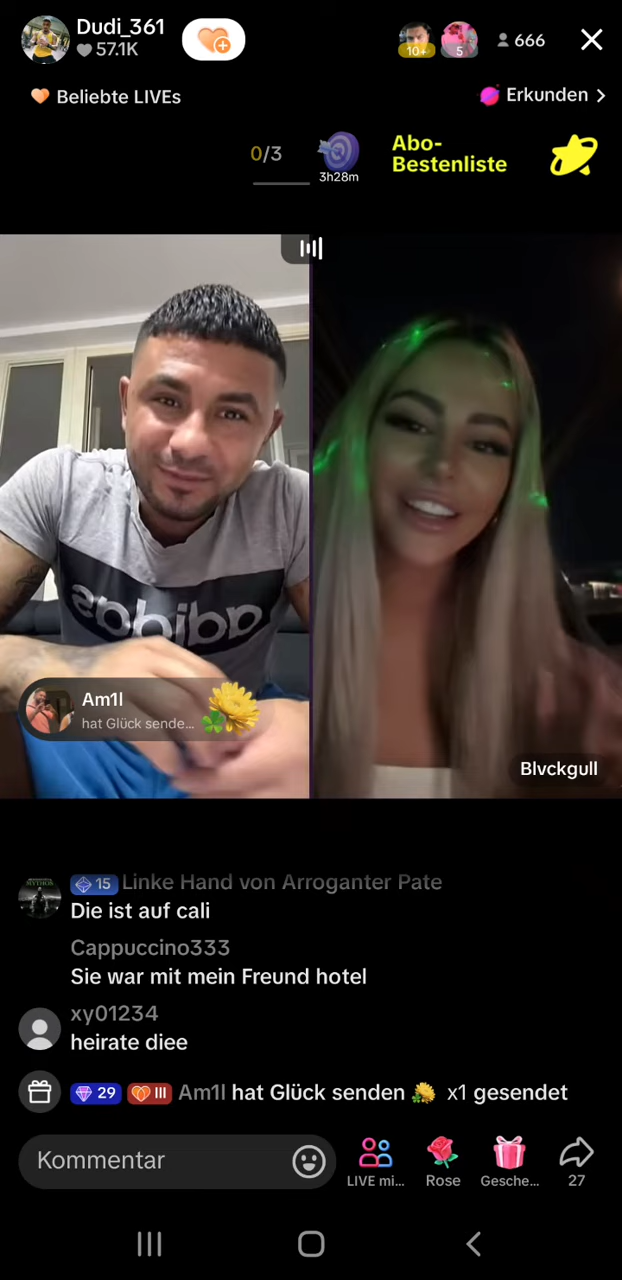 Dudi_361
57.1K
10+
5
666
Beliebte LIVEs
Erkunden
0/3
3h28m
Abo-
Bestenliste
adidas
Am1l
hat Glück sende...
Blvckgull
15 Linke Hand von Arroganter Pate
Die ist auf cali
Cappuccino333
Sie war mit mein Freund hotel
xy01234
heirate diee
29 III Am1l hat Glück senden x1 gesendet
Kommentar
LIVE mi...
Rose
Gesche...
27